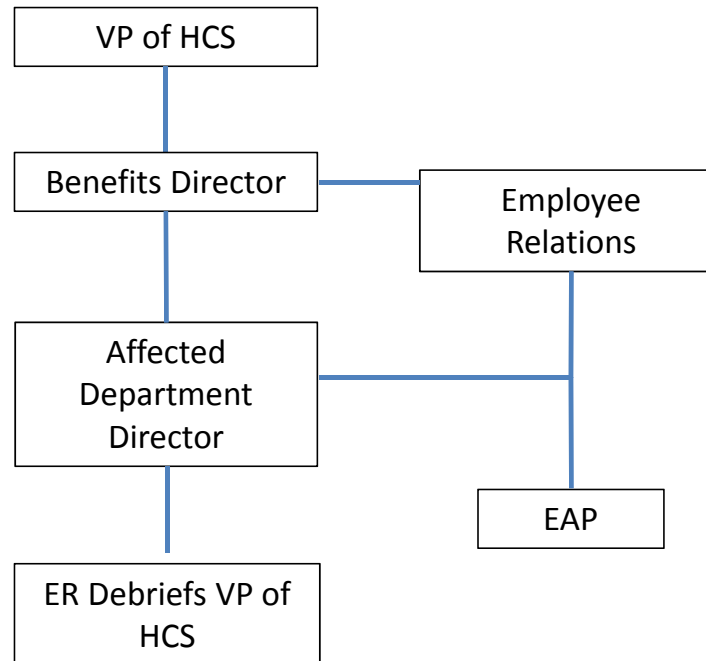 VP of HCS
Benefits Director
Employee
Relations
Affected
Department
Director
EAP
ER Debriefs VP of
HCS